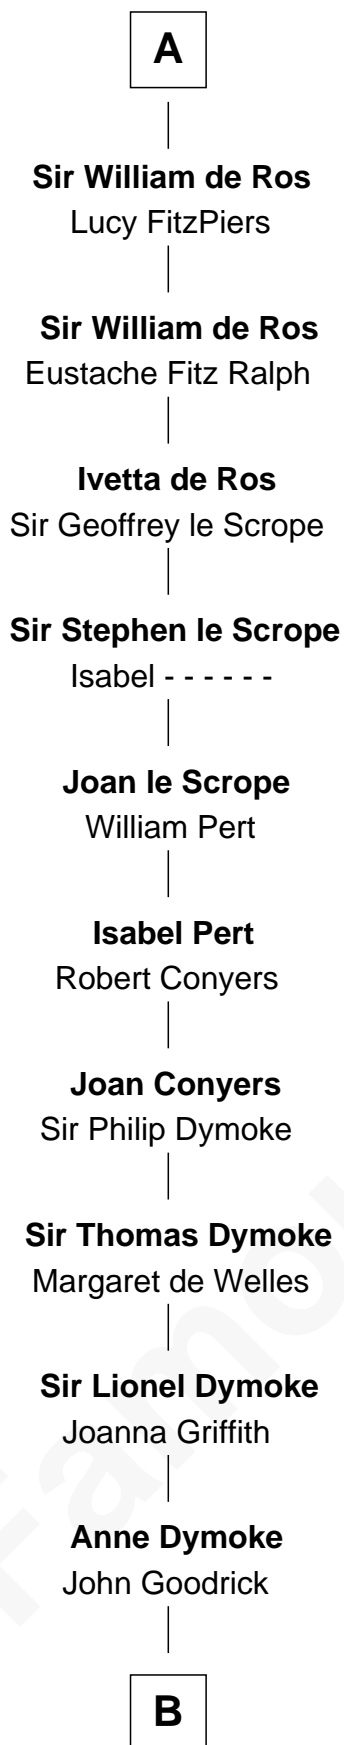 A
Sir William de Ros
Lucy FitzPiers
Sir William de Ros
Eustache Fitz Ralph
Ivetta de Ros
Sir Geoffrey le Scrope
Sir Stephen le Scrope
Isabel - - - - - -
Joan le Scrope
William Pert
Isabel Pert
Robert Conyers
Joan Conyers
Sir Philip Dymoke
Sir Thomas Dymoke
Margaret de Welles
Sir Lionel Dymoke
Joanna Griffith
Anne Dymoke
John Goodrick
B